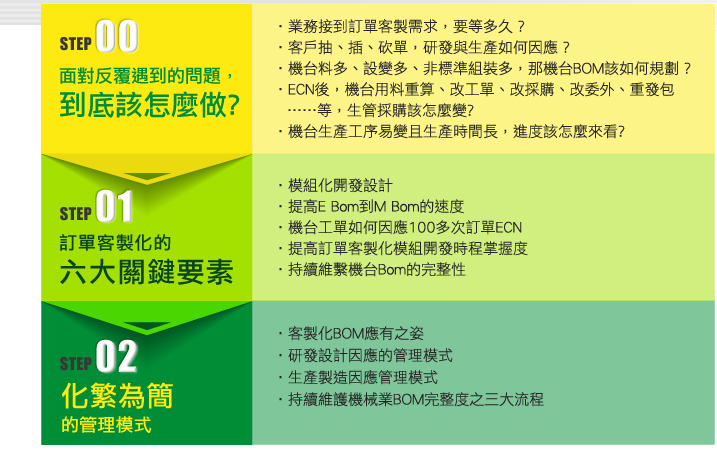 STEP 00
面對反覆遇到的問題，
到底該怎麼做?
・業務接到訂單客製需求，要等多久？
・客戶抽、插、砍單，研發與生產如何因應？
・機台料多、設變多、非標準組裝多，那機台BOM該如何規劃？
・ECN後，機台用料重算、改工單、改採購、改委外、重發包
……等，生管採購該怎麼變?
・機台生產工序易變且生產時間長，進度該怎麼來看?
STEP 01
訂單客製化的
六大關鍵要素
・模組化開發設計
・提高E Bom到M Bom的速度
・機台工單如何因應100多次訂單ECN
・提高訂單客製化模組開發時程掌握度
・持續維繫機台Bom的完整性
STEP 02
化繁為簡
的管理模式
・客製化BOM應有之姿
・研發設計因應的管理模式
・生產製造因應管理模式
・持續維護機械業BOM完整度之三大流程